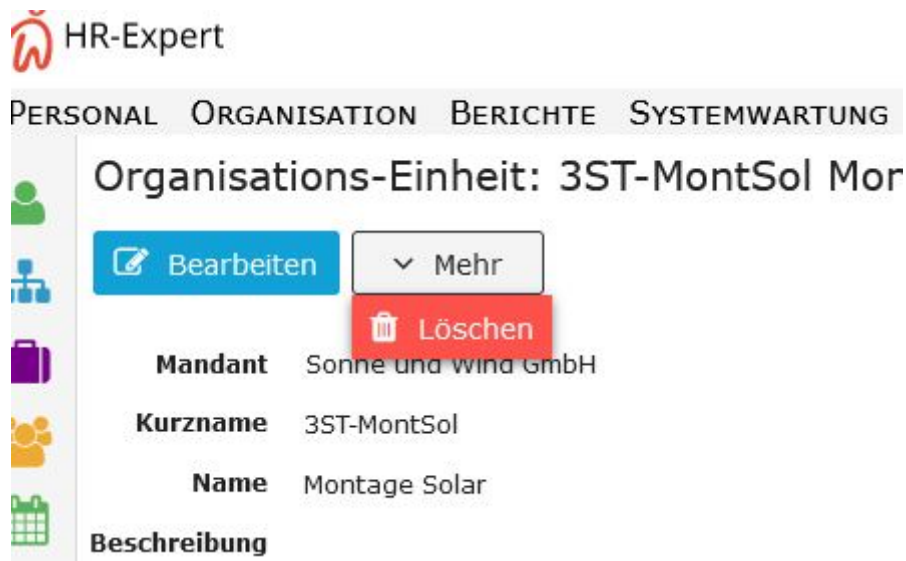 HR-Expert
PERSONAL ORGANISATION BERICHTE SYSTEMWARTUNG
Organisations-Einheit: 3ST-MontSol
Bearbeiten Mehr
Löschen
Mandant Sonne und Wind GmbH
Kurzname 3ST-MontSol
Name Montage Solar
Beschreibung